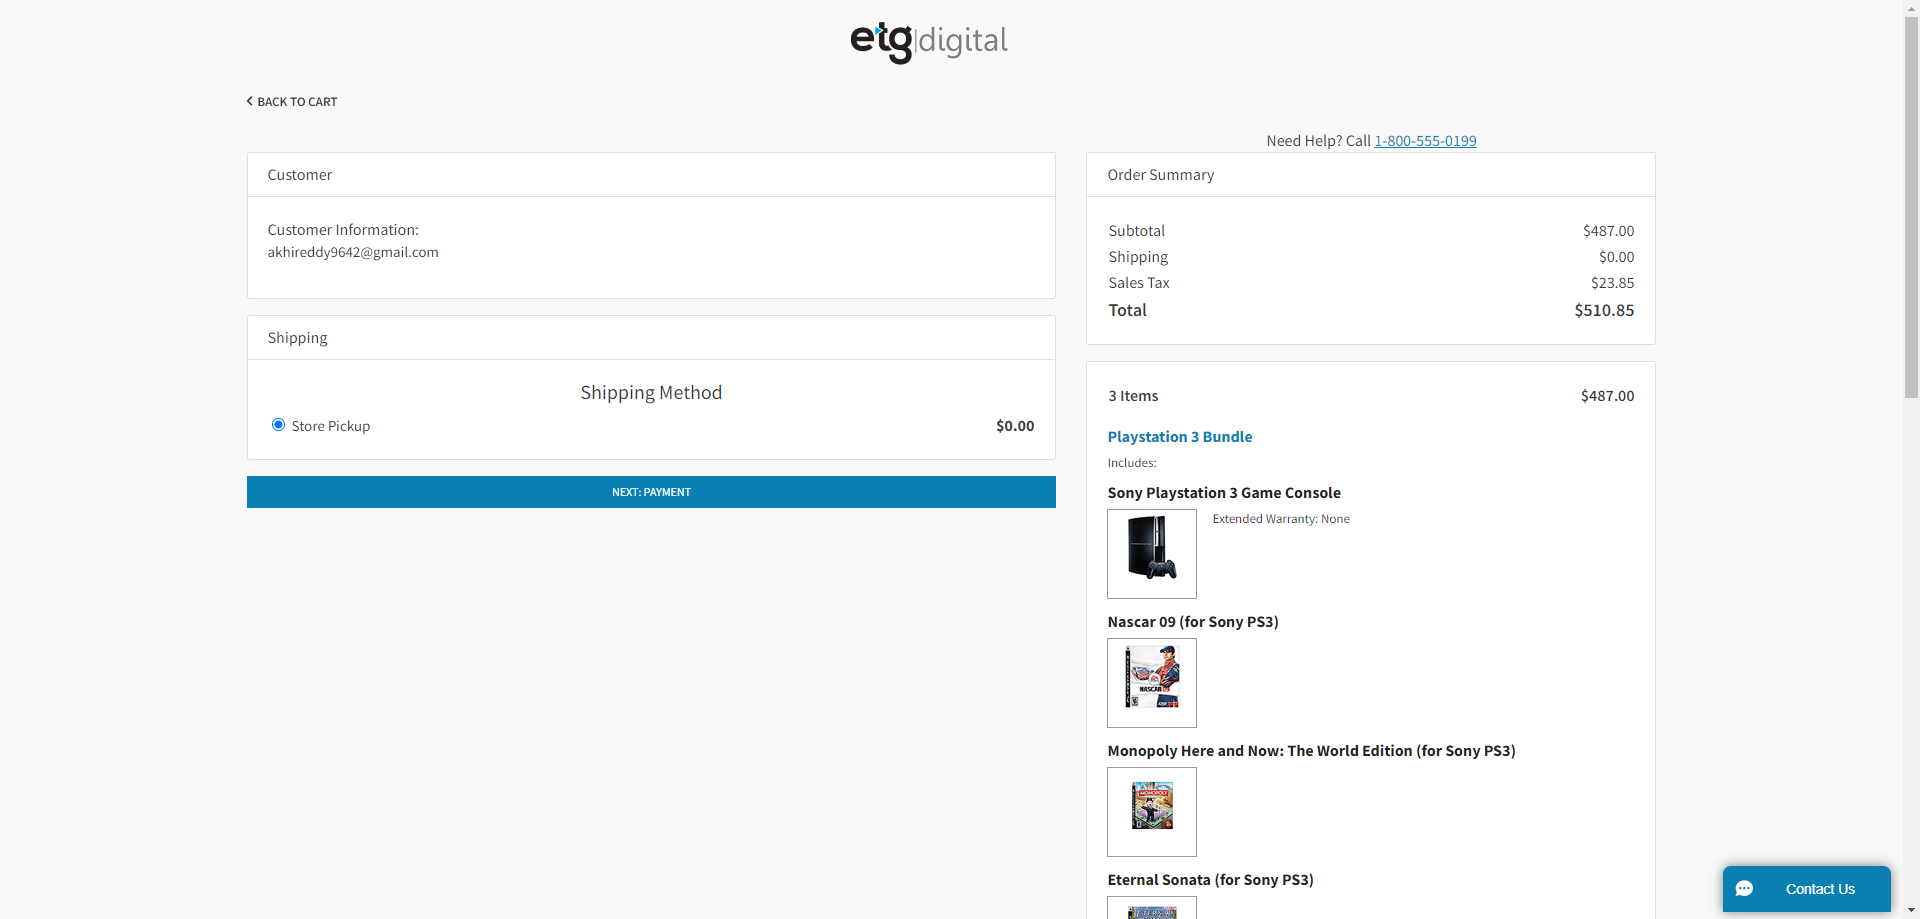 etg|digital
BACK TO CART
Need Help? Call 1-800-555-0199
Customer
Customer Information:
akhireddy9642@gmail.com
Shipping
Shipping Method
Store Pickup $0.00
NEXT: PAYMENT
Order Summary
Subtotal $487.00
Shipping $0.00
Sales Tax $23.85
Total $510.85
3 Items $487.00
Playstation 3 Bundle
Includes:
Sony Playstation 3 Game Console
Extended Warranty: None
Nascar 09 (for Sony PS3)
NASCAR 09
Monopoly Here and Now: The World Edition (for Sony PS3)
MONOPOLY
Eternal Sonata (for Sony PS3)
Contact Us